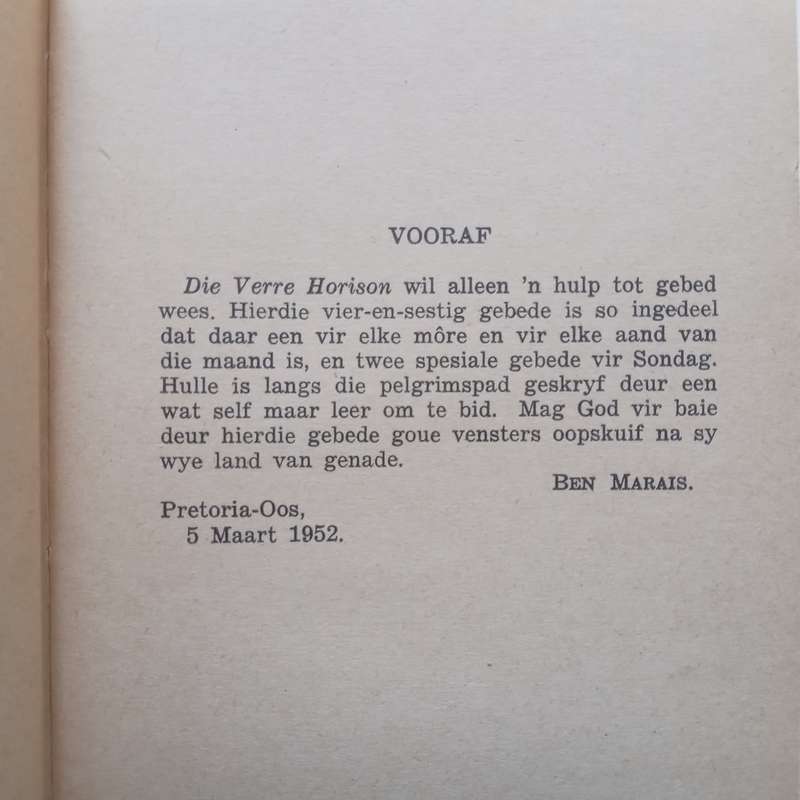 VOORAF
Die Verre Horison wil alleen 'n hulp tot gebed
wees. Hierdie vier-en-sestig gebede is so ingedeel
dat daar een vir elke môre en vir elke aand van
die maand is, en twee spesiale gebede vir Sondag.
Hulle is langs die pelgrimspad geskryf deur een
wat self maar leer om te bid. Mag God vir baie
deur hierdie gebede goue vensters oopskuif na sy
wye land van genade.
BEN MARAIS.
Pretoria-Oos,
5 Maart 1952.